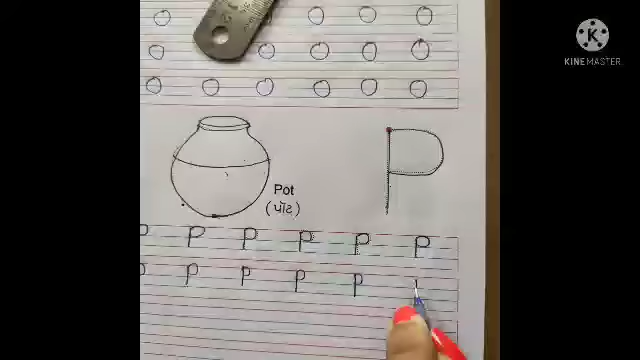 o o o o
o o o o o
o o o o o o
K
KINEMASTER
P
Pot
(પૉટ)
P P P P P P
P P P P P